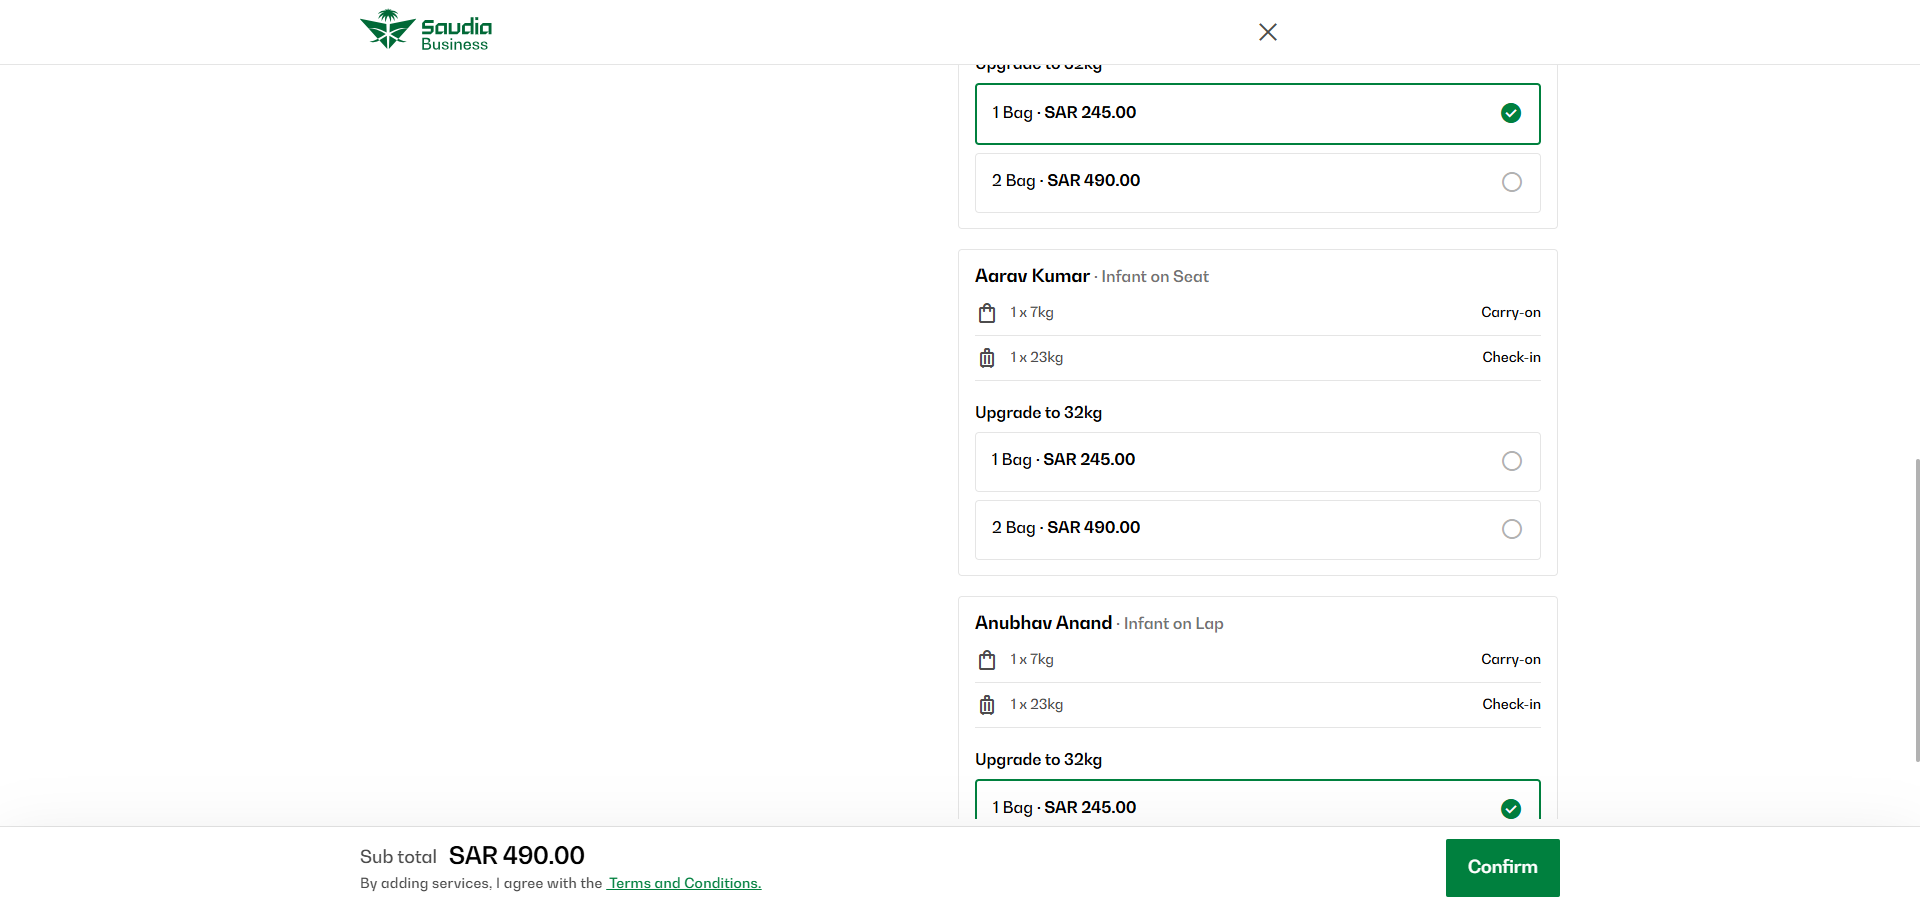 Saudia
Business
Upgrade to 32kg
1 Bag · SAR 245.00
2 Bag · SAR 490.00
Aarav Kumar · Infant on Seat
1 x 7kg Carry-on
1 x 23kg Check-in
Upgrade to 32kg
1 Bag · SAR 245.00
2 Bag · SAR 490.00
Anubhav Anand · Infant on Lap
1 x 7kg Carry-on
1 x 23kg Check-in
Upgrade to 32kg
1 Bag · SAR 245.00
Sub total SAR 490.00
By adding services, I agree with the Terms and Conditions.
Confirm